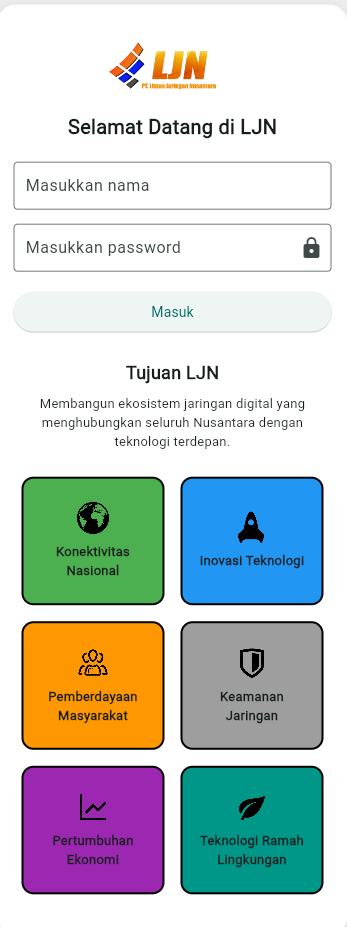 LJN
PT Lintas Jaringan Nusantara
Selamat Datang di LJN
Masukkan nama
Masukkan password
Masuk
Tujuan LJN
Membangun ekosistem jaringan digital yang
menghubungkan seluruh Nusantara dengan
teknologi terdepan.
Konektivitas
Nasional
Inovasi Teknologi
Pemberdayaan
Masyarakat
Keamanan
Jaringan
Pertumbuhan
Ekonomi
Teknologi Ramah
Lingkungan